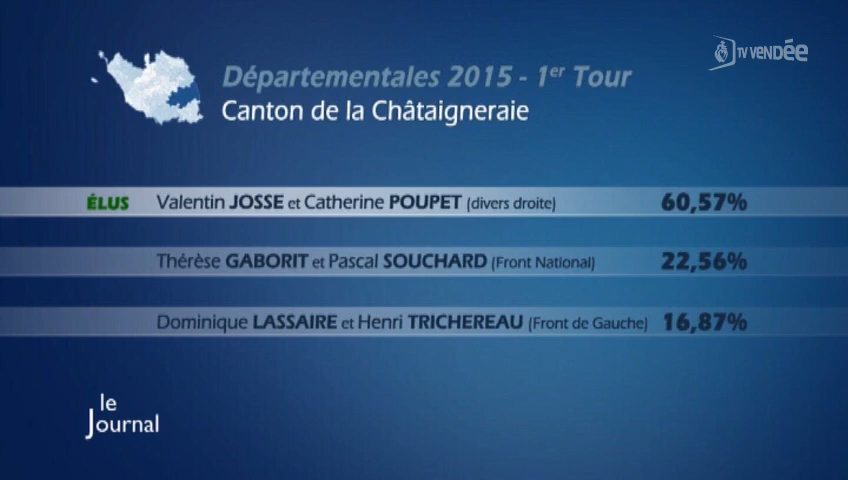 TV VENDÉE
Départementales 2015 - 1er Tour
Canton de la Châtaigneraie
ÉLUS Valentin JOSSE et Catherine POUPET (divers droite) 60,57%
Thérèse GABORIT et Pascal SOUCHARD (Front National) 22,56%
Dominique LASSAIRE et Henri TRICHEREAU (Front de Gauche) 16,87%
le
Journal